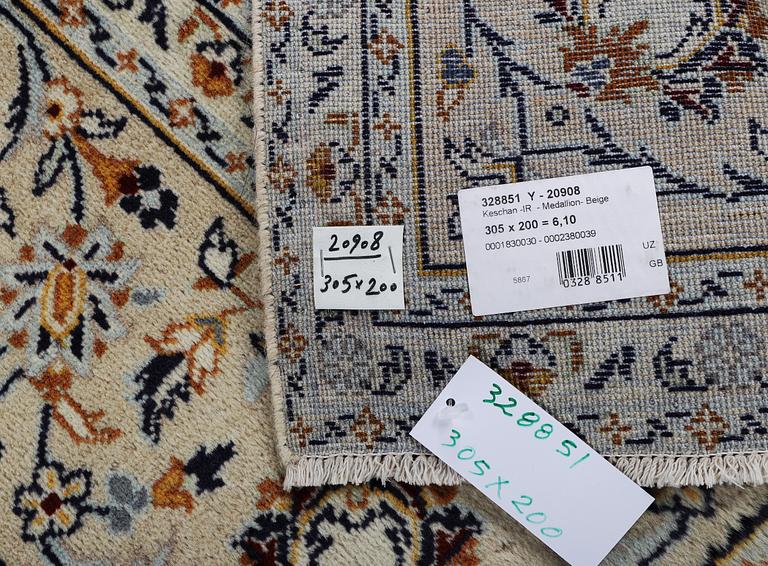 20908
305x200
328851 Y - 20908
Keschan -IR - Medallion- Beige
305 x 200 = 6,10
0001830030 - 0002380039
UZ
5867
GB
0328 8511
328851
305X200